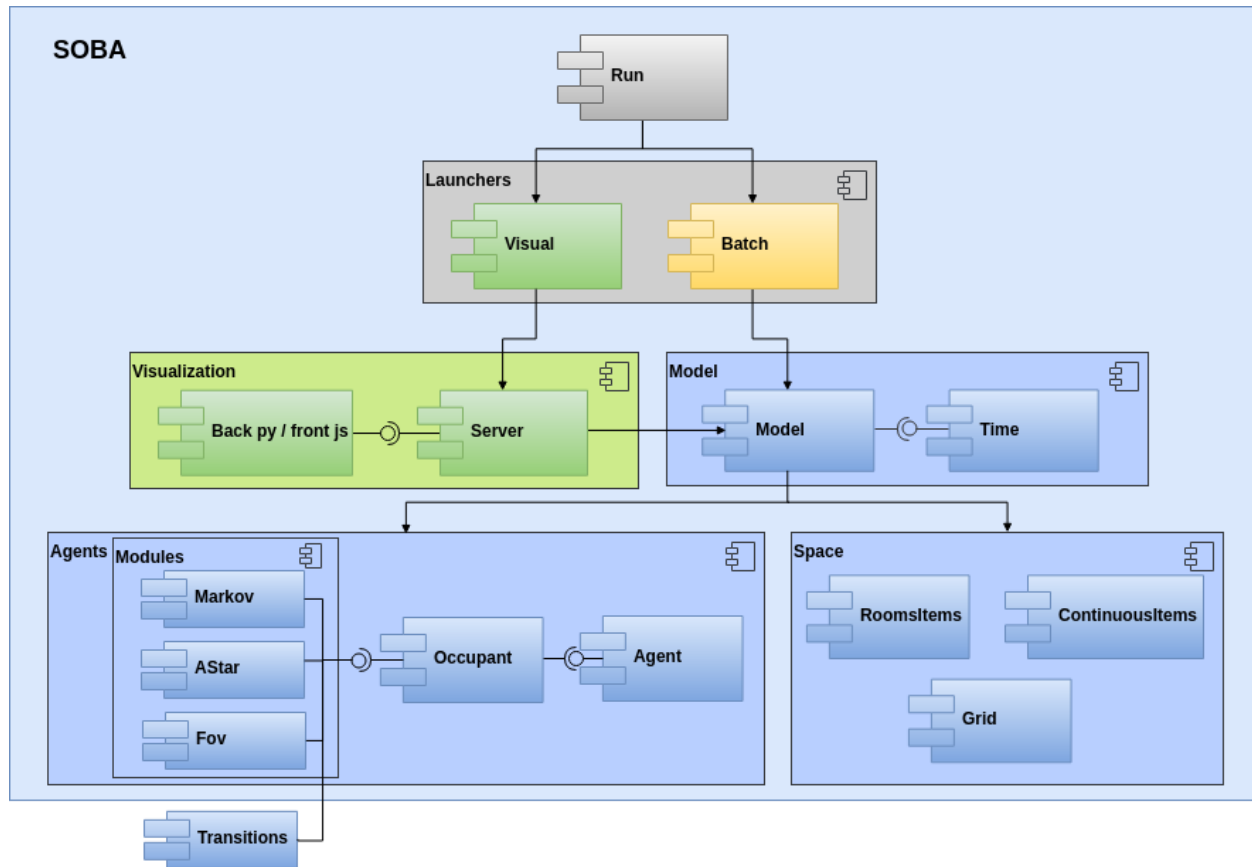 SOBA
Run
Launchers
Visual
Batch
Visualization
Back py / front js
Server
Model
Model
Time
Agents
Modules
Markov
AStar
Fov
Occupant
Agent
Space
RoomsItems
ContinuousItems
Grid
Transitions